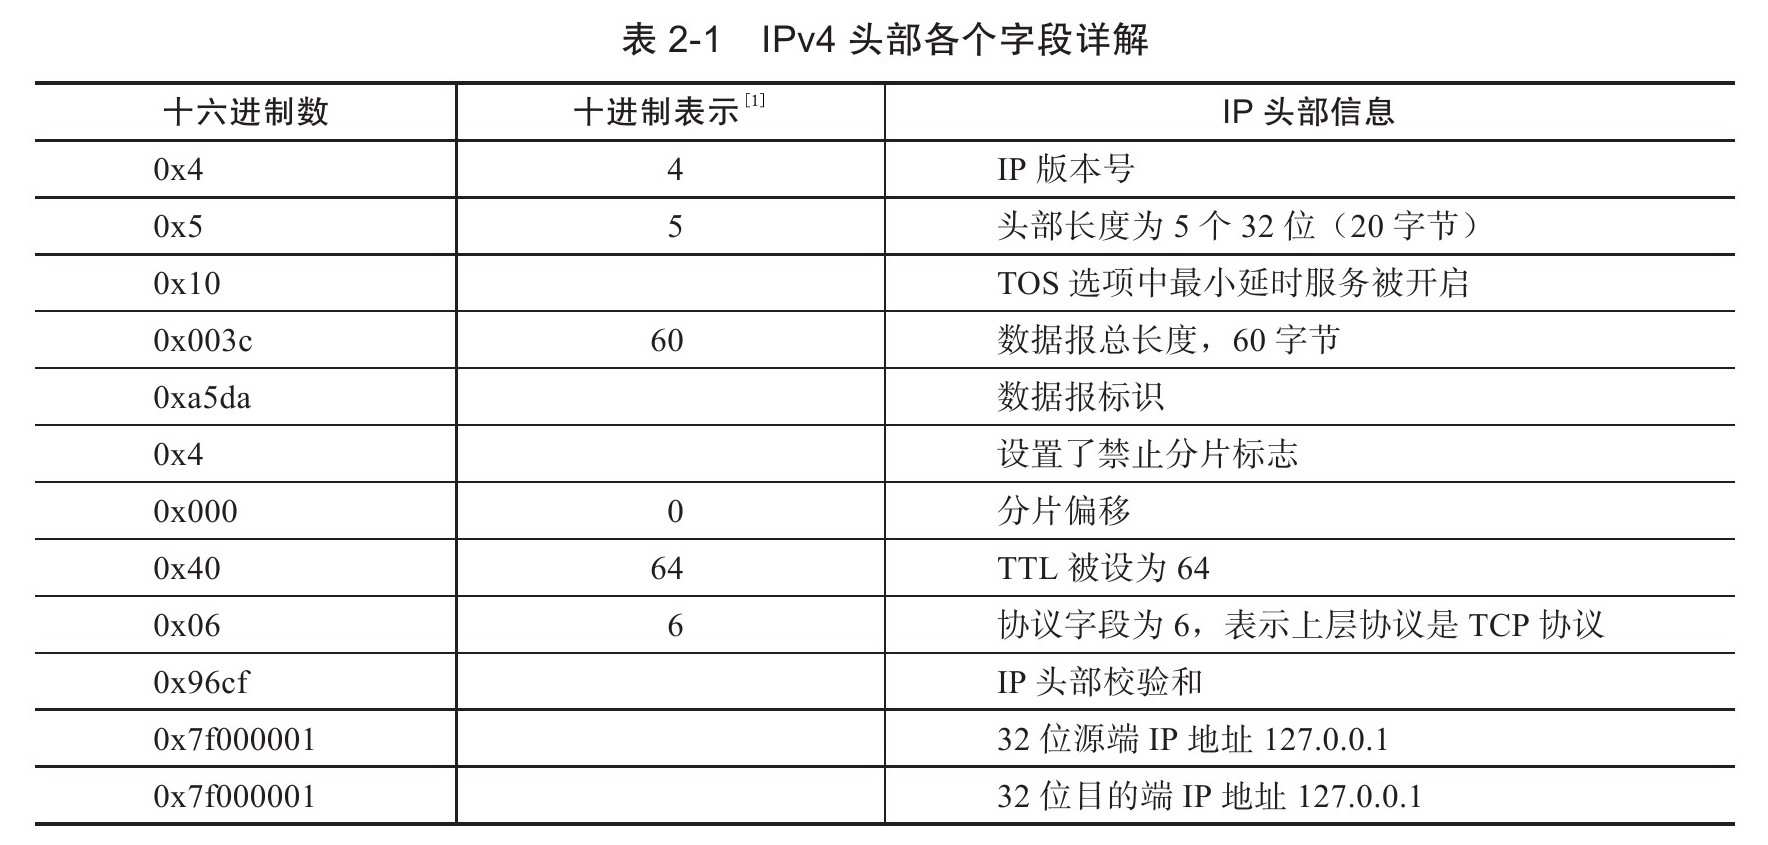 表 2-1 IPv4 头部各个字段详解
十六进制数 十进制表示[1] IP 头部信息
0x4 4 IP 版本号
0x5 5 头部长度为 5 个 32 位（20 字节）
0x10 TOS 选项中最小延时服务被开启
0x003c 60 数据报总长度，60 字节
0xa5da 数据报标识
0x4 设置了禁止分片标志
0x000 0 分片偏移
0x40 64 TTL 被设为 64
0x06 6 协议字段为 6，表示上层协议是 TCP 协议
0x96cf IP 头部校验和
0x7f000001 32 位源端 IP 地址 127.0.0.1
0x7f000001 32 位目的端 IP 地址 127.0.0.1